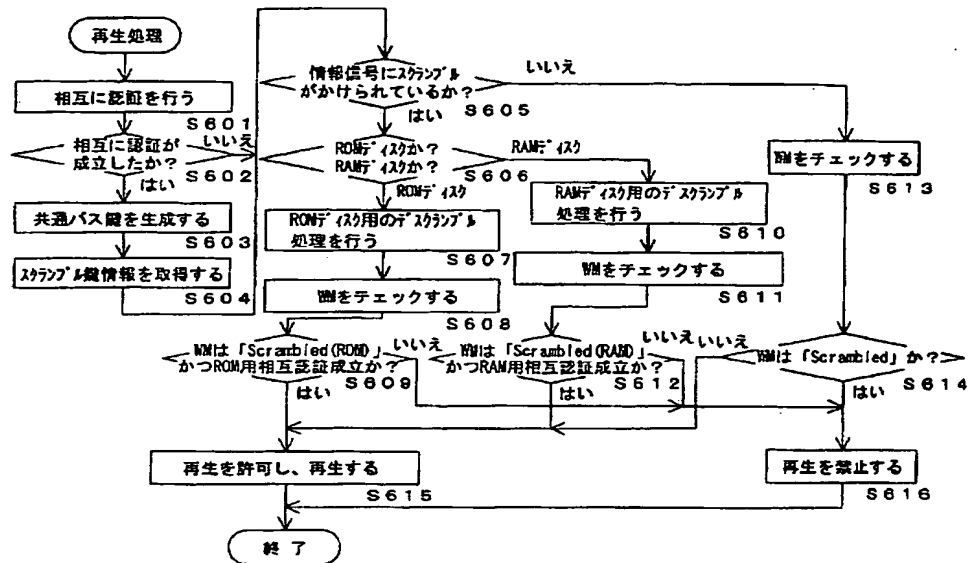 再生処理
相互に認証を行う
S601
相互に認証が
成立したか?
いいえ
S602
はい
共通バス鍵を生成する
S603
スクランブル鍵情報を取得する
S604
情報信号にスクランブル
がかけられているか?
いいえ
S605
はい
ROMディスクか?
RAMディスクか?
RAMディスク
S606
ROMディスク
ROMディスク用のデスクランブル
処理を行う
S607
WMをチェックする
S608
WMは「Scrambled(ROM)」
かつROM用相互認証成立か?
いいえ
S609
はい
RAMディスク用のデスクランブル
処理を行う
S610
WMをチェックする
S611
WMは「Scrambled(RAM)」
かつRAM用相互認証成立か?
いいえ
S612
はい
WMをチェックする
S613
いいえ
WMは「Scrambled」か?
S614
はい
再生を許可し、再生する
S615
再生を禁止する
S616
終了